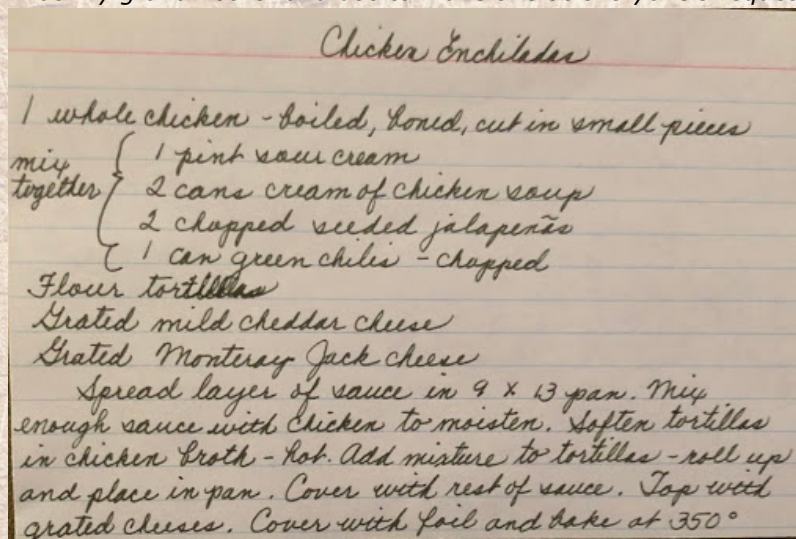 Chicken Enchiladas
1 whole chicken - boiled, boned, cut in small pieces
mix together
1 pint sour cream
2 cans cream of chicken soup
2 chopped seeded jalapeñas
1 can green chilis - chopped
Flour tortillas
Grated mild cheddar cheese
Grated Monteray Jack cheese
Spread layer of sauce in 9 x 13 pan. Mix
enough sauce with chicken to moisten. Soften tortillas
in chicken broth - hot. Add mixture to tortillas - roll up
and place in pan. Cover with rest of sauce. Top with
grated cheeses. Cover with foil and bake at 350°